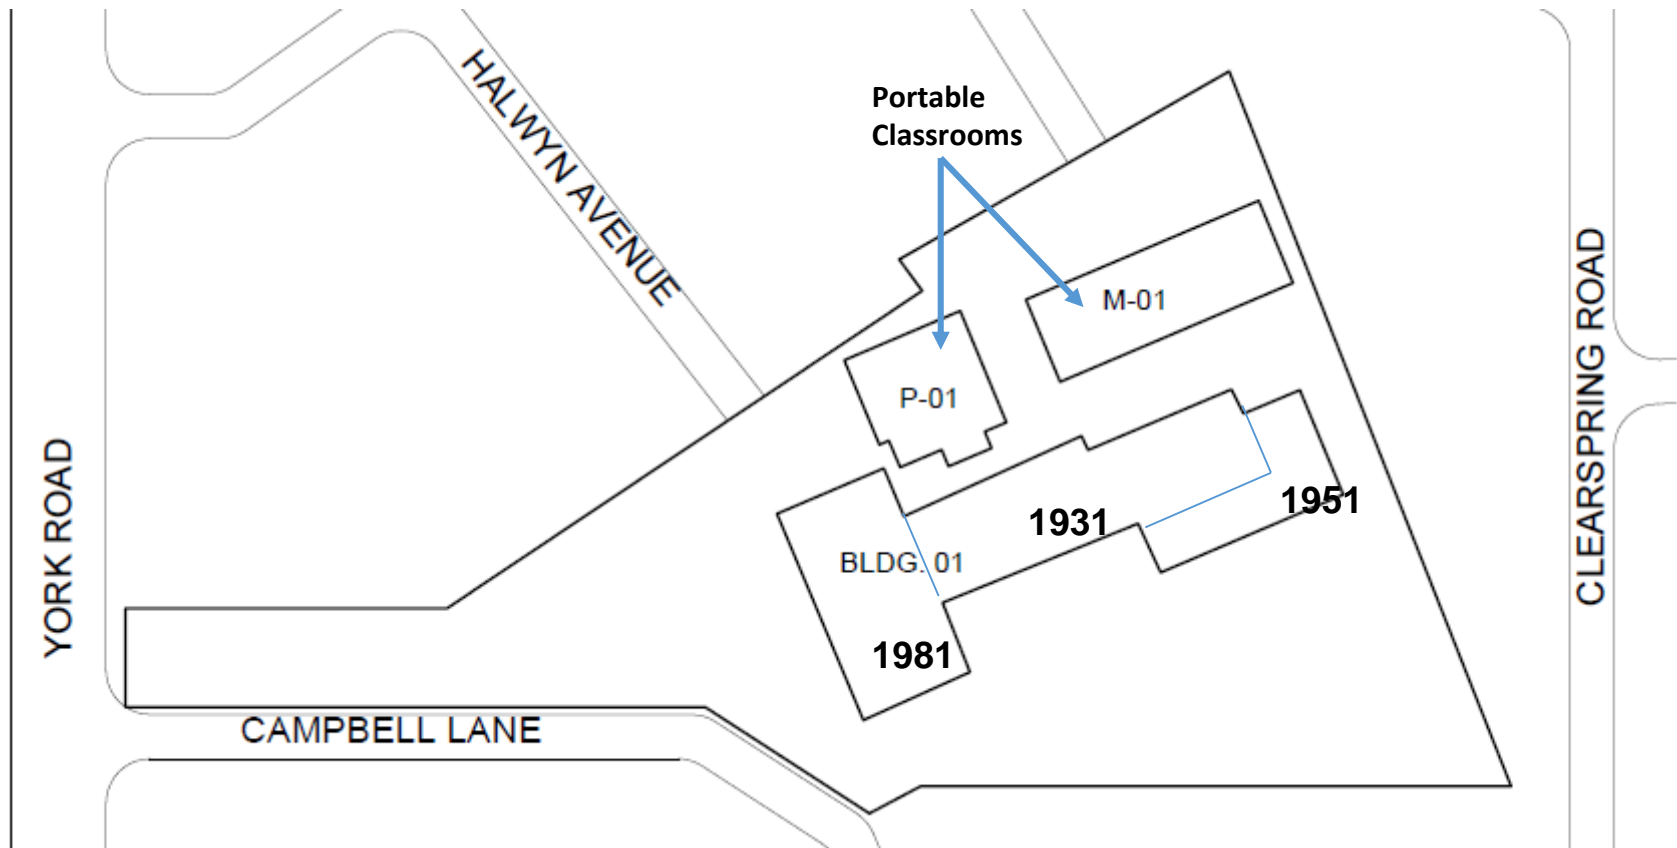 Portable
Classrooms
HALWYN AVENUE
M-01
P-01
CLEARSPRING ROAD
YORK ROAD
1951
1931
BLDG. 01
1981
CAMPBELL LANE